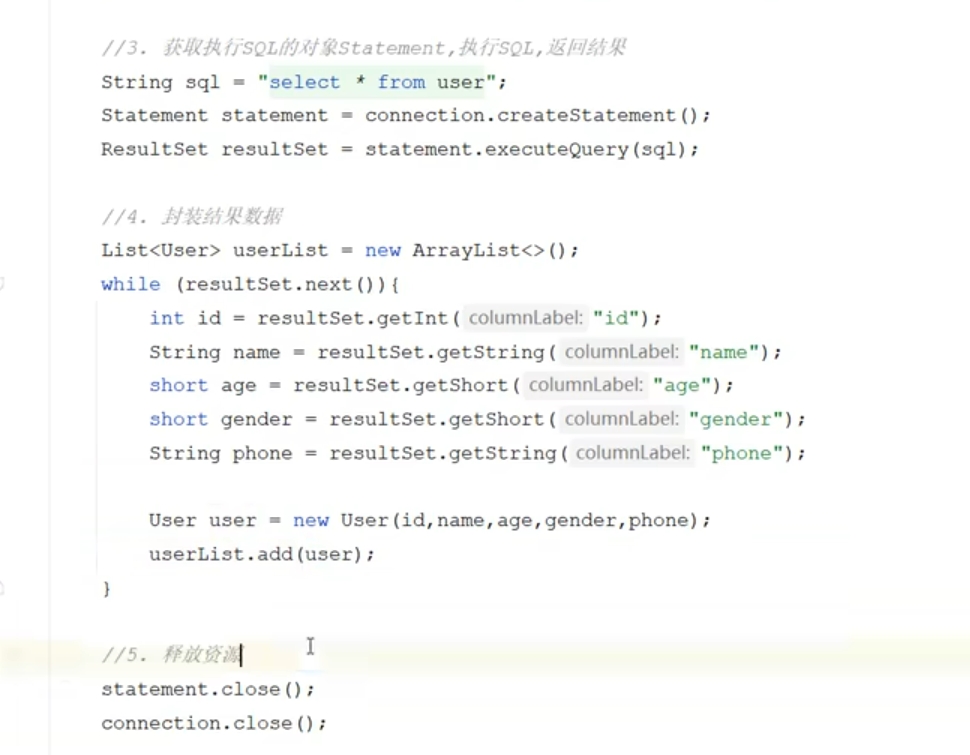 //3. 获取执行SQL的对象Statement,执行SQL,返回结果
String sql = "select * from user";
Statement statement = connection.createStatement();
ResultSet resultSet = statement.executeQuery(sql);
//4. 封装结果数据
List<User> userList = new ArrayList<>();
while (resultSet.next()){
int id = resultSet.getInt( columnLabel: "id");
String name = resultSet.getString( columnLabel: "name");
short age = resultSet.getShort( columnLabel: "age");
short gender = resultSet.getShort( columnLabel: "gender");
String phone = resultSet.getString( columnLabel: "phone");
User user = new User(id,name,age,gender,phone);
userList.add(user);
}
//5. 释放资源
statement.close();
connection.close();